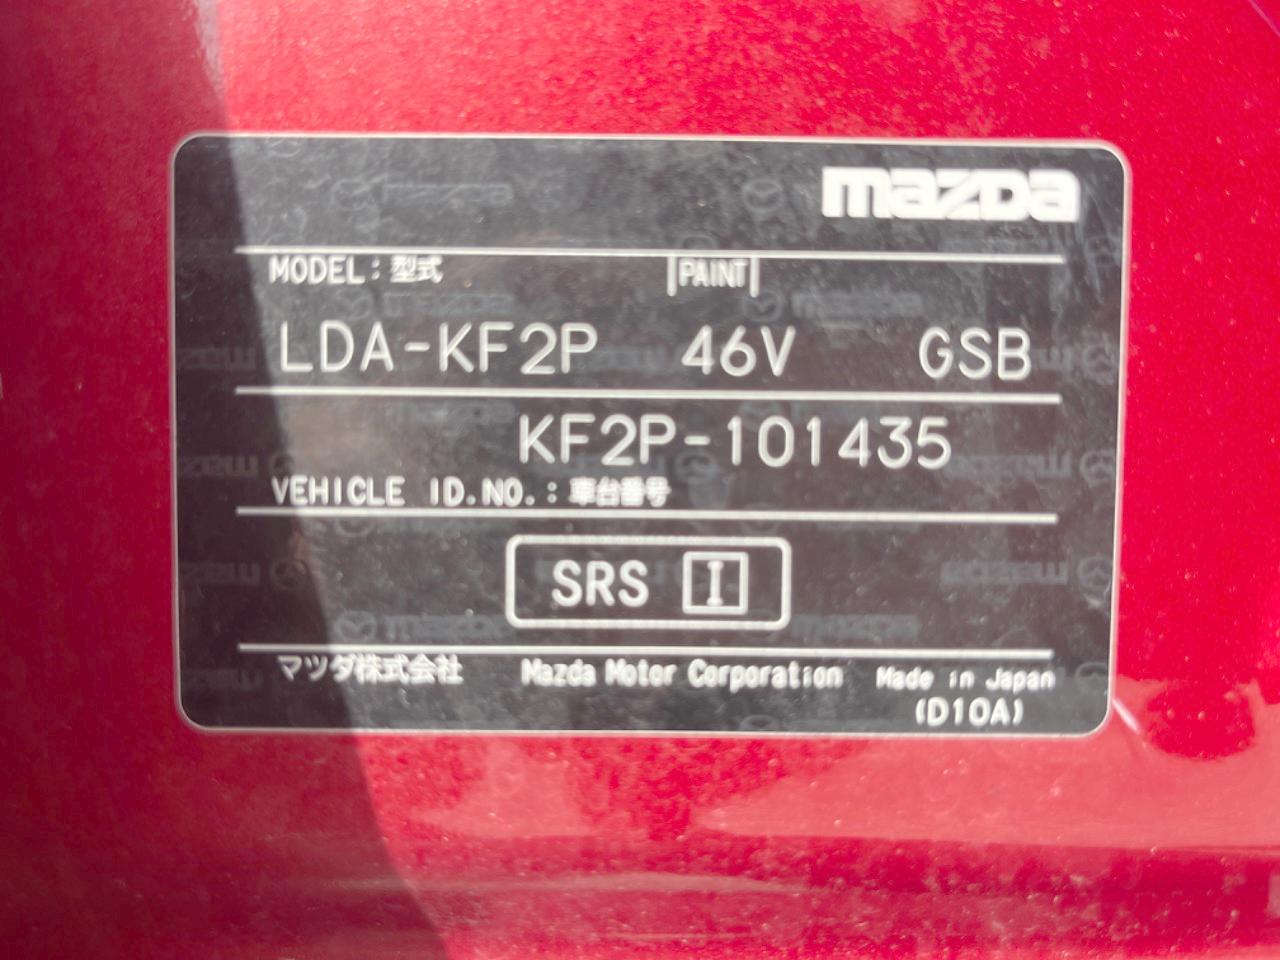 mazda
MODEL：型式 PAINT
LDA-KF2P 46V GSB
KF2P-101435
VEHICLE ID.NO.：車台番号
SRS I
マツダ株式会社 Mazda Motor Corporation Made in Japan
(D10A)